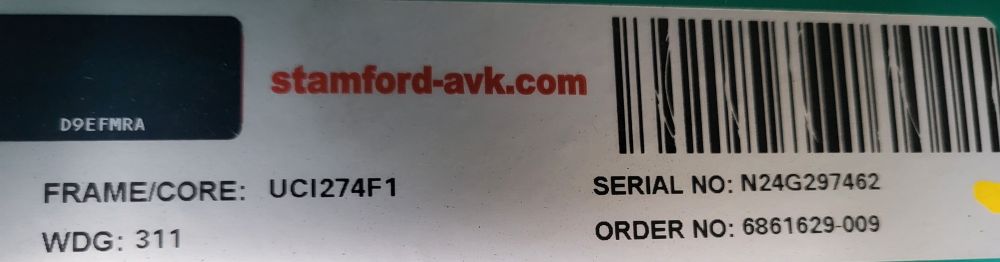 stamford-avk.com
D9EFMRA
FRAME/CORE: UCI274F1
SERIAL NO: N24G297462
WDG: 311
ORDER NO: 6861629-009